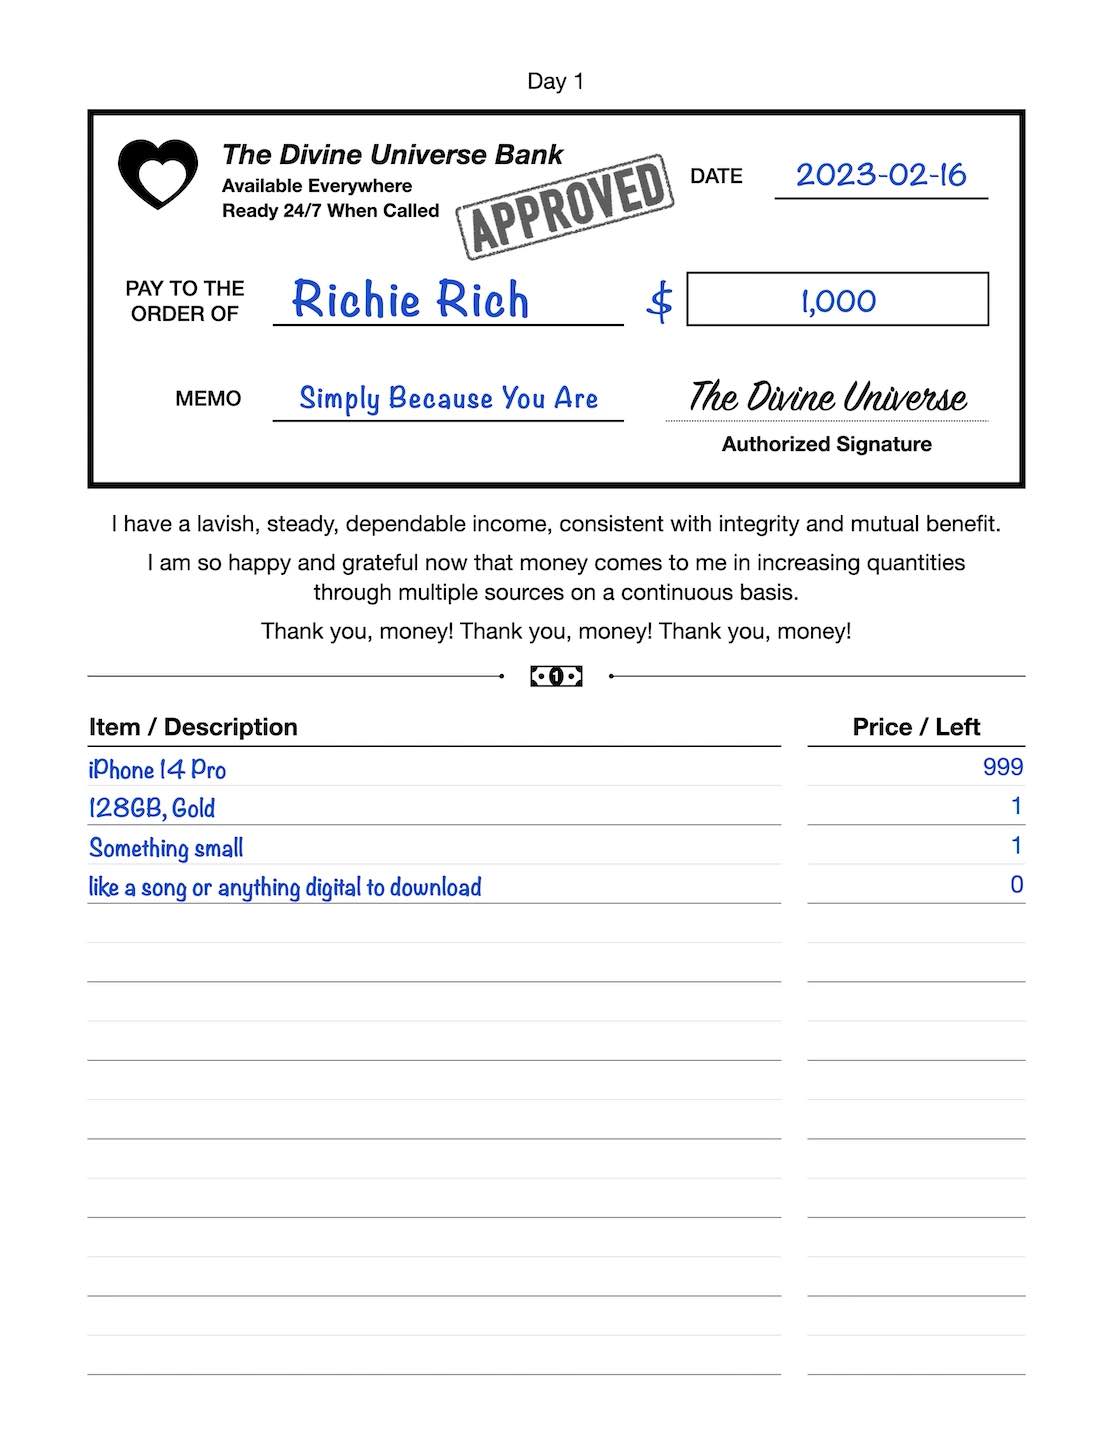 Day 1
The Divine Universe Bank
Available Everywhere
Ready 24/7 When Called
APPROVED
DATE 2023-02-16
PAY TO THE ORDER OF Richie Rich $ 1,000
MEMO Simply Because You Are
The Divine Universe
Authorized Signature
I have a lavish, steady, dependable income, consistent with integrity and mutual benefit.
I am so happy and grateful now that money comes to me in increasing quantities
through multiple sources on a continuous basis.
Thank you, money! Thank you, money! Thank you, money!
1
Item / Description Price / Left
iPhone 14 Pro 999
128GB, Gold 1
Something small 1
like a song or anything digital to download 0